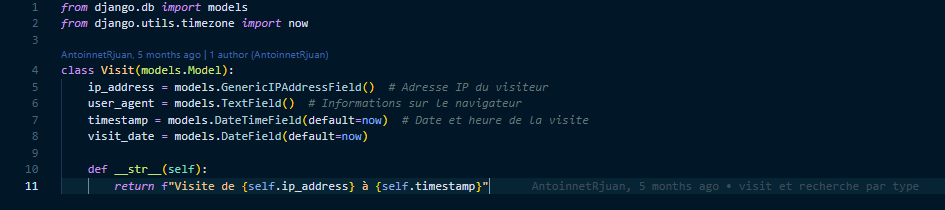 1 from django.db import models
2 from django.utils.timezone import now
3
AntoinnetRjuan, 5 months ago | 1 author (AntoinnetRjuan)
4 class Visit(models.Model):
5 ip_address = models.GenericIPAddressField()  # Adresse IP du visiteur
6 user_agent = models.TextField()  # Informations sur le navigateur
7 timestamp = models.DateTimeField(default=now)  # Date et heure de la visite
8 visit_date = models.DateField(default=now)
9
10 def __str__(self):
11 return f"Visite de {self.ip_address} à {self.timestamp}" AntoinnetRjuan, 5 months ago • visit et recherche par type